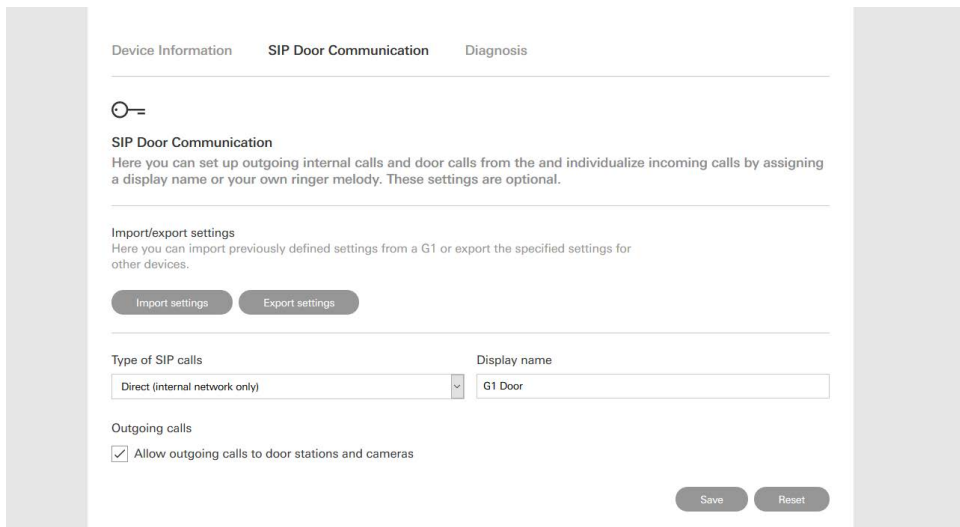 Device Information SIP Door Communication Diagnosis
SIP Door Communication
Here you can set up outgoing internal calls and door calls from the and individualize incoming calls by assigning
a display name or your own ringer melody. These settings are optional.
Import/export settings
Here you can import previously defined settings from a G1 or export the specified settings for
other devices.
Import settings Export settings
Type of SIP calls Display name
Direct (internal network only) G1 Door
Outgoing calls
Allow outgoing calls to door stations and cameras
Save Reset